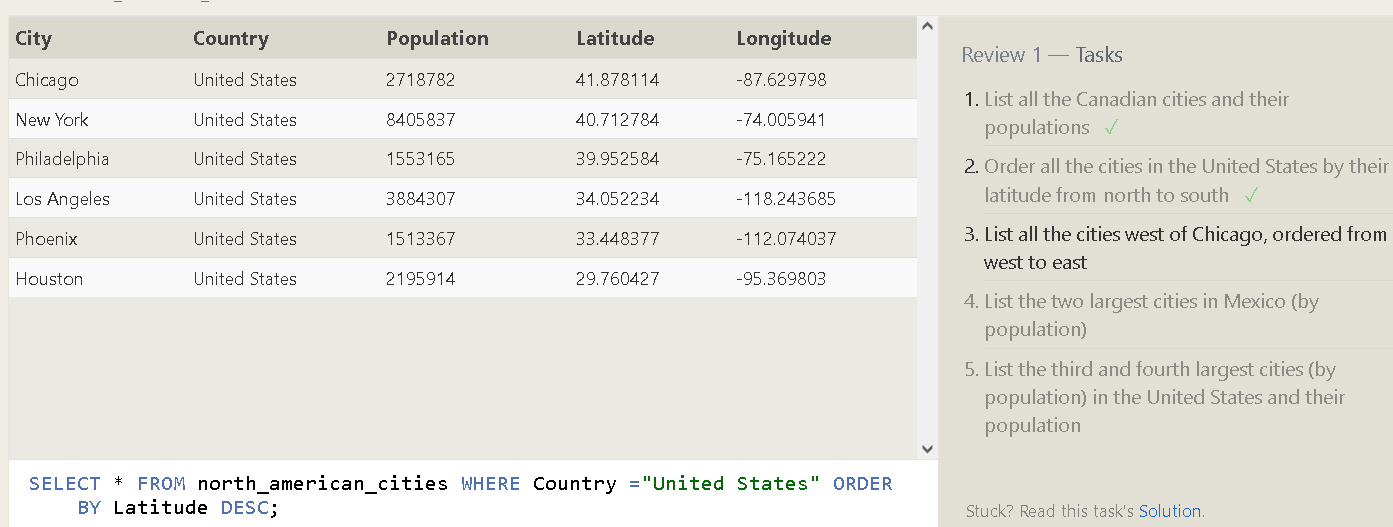 City Country Population Latitude Longitude
Chicago United States 2718782 41.878114 -87.629798
New York United States 8405837 40.712784 -74.005941
Philadelphia United States 1553165 39.952584 -75.165222
Los Angeles United States 3884307 34.052234 -118.243685
Phoenix United States 1513367 33.448377 -112.074037
Houston United States 2195914 29.760427 -95.369803
SELECT * FROM north_american_cities WHERE Country ="United States" ORDER
BY Latitude DESC;
Review 1 — Tasks
1. List all the Canadian cities and their
populations ✓
2. Order all the cities in the United States by their
latitude from north to south ✓
3. List all the cities west of Chicago, ordered from
west to east
4. List the two largest cities in Mexico (by
population)
5. List the third and fourth largest cities (by
population) in the United States and their
population
Stuck? Read this task's Solution.